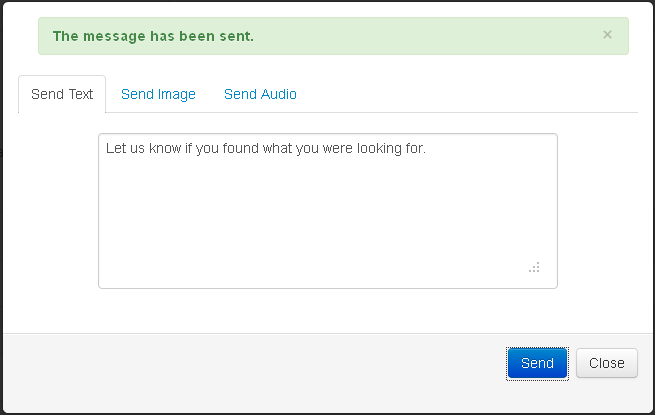 The message has been sent. ×
Send Text Send Image Send Audio
Let us know if you found what you were looking for.
Send Close